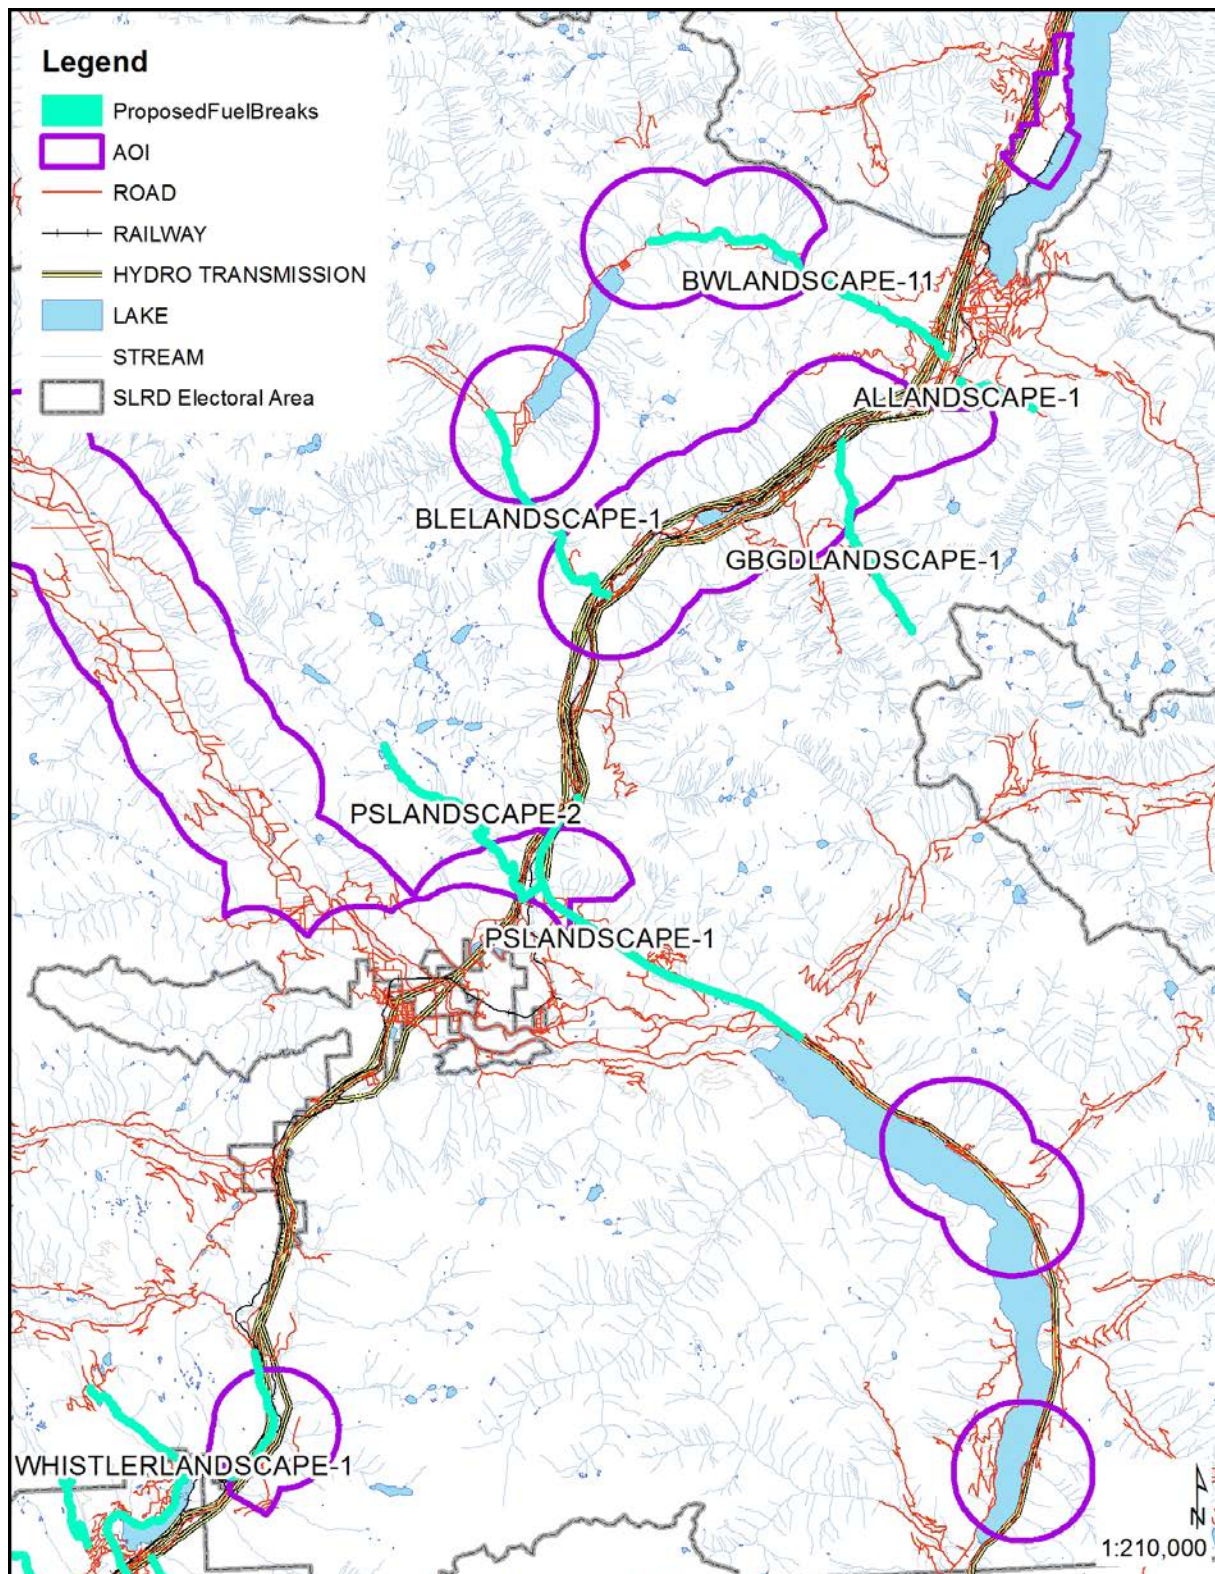 Legend
ProposedFuelBreaks
AOI
ROAD
RAILWAY
HYDRO TRANSMISSION
LAKE
STREAM
SLRD Electoral Area
BWLANDSCAPE-11
ALLANDSCAPE-1
BLELANDSCAPE-1
GBGDLANDSCAPE-1
PSLANDSCAPE-2
PSLANDSCAPE-1
WHISTLERLANDSCAPE-1
N
1:210,000